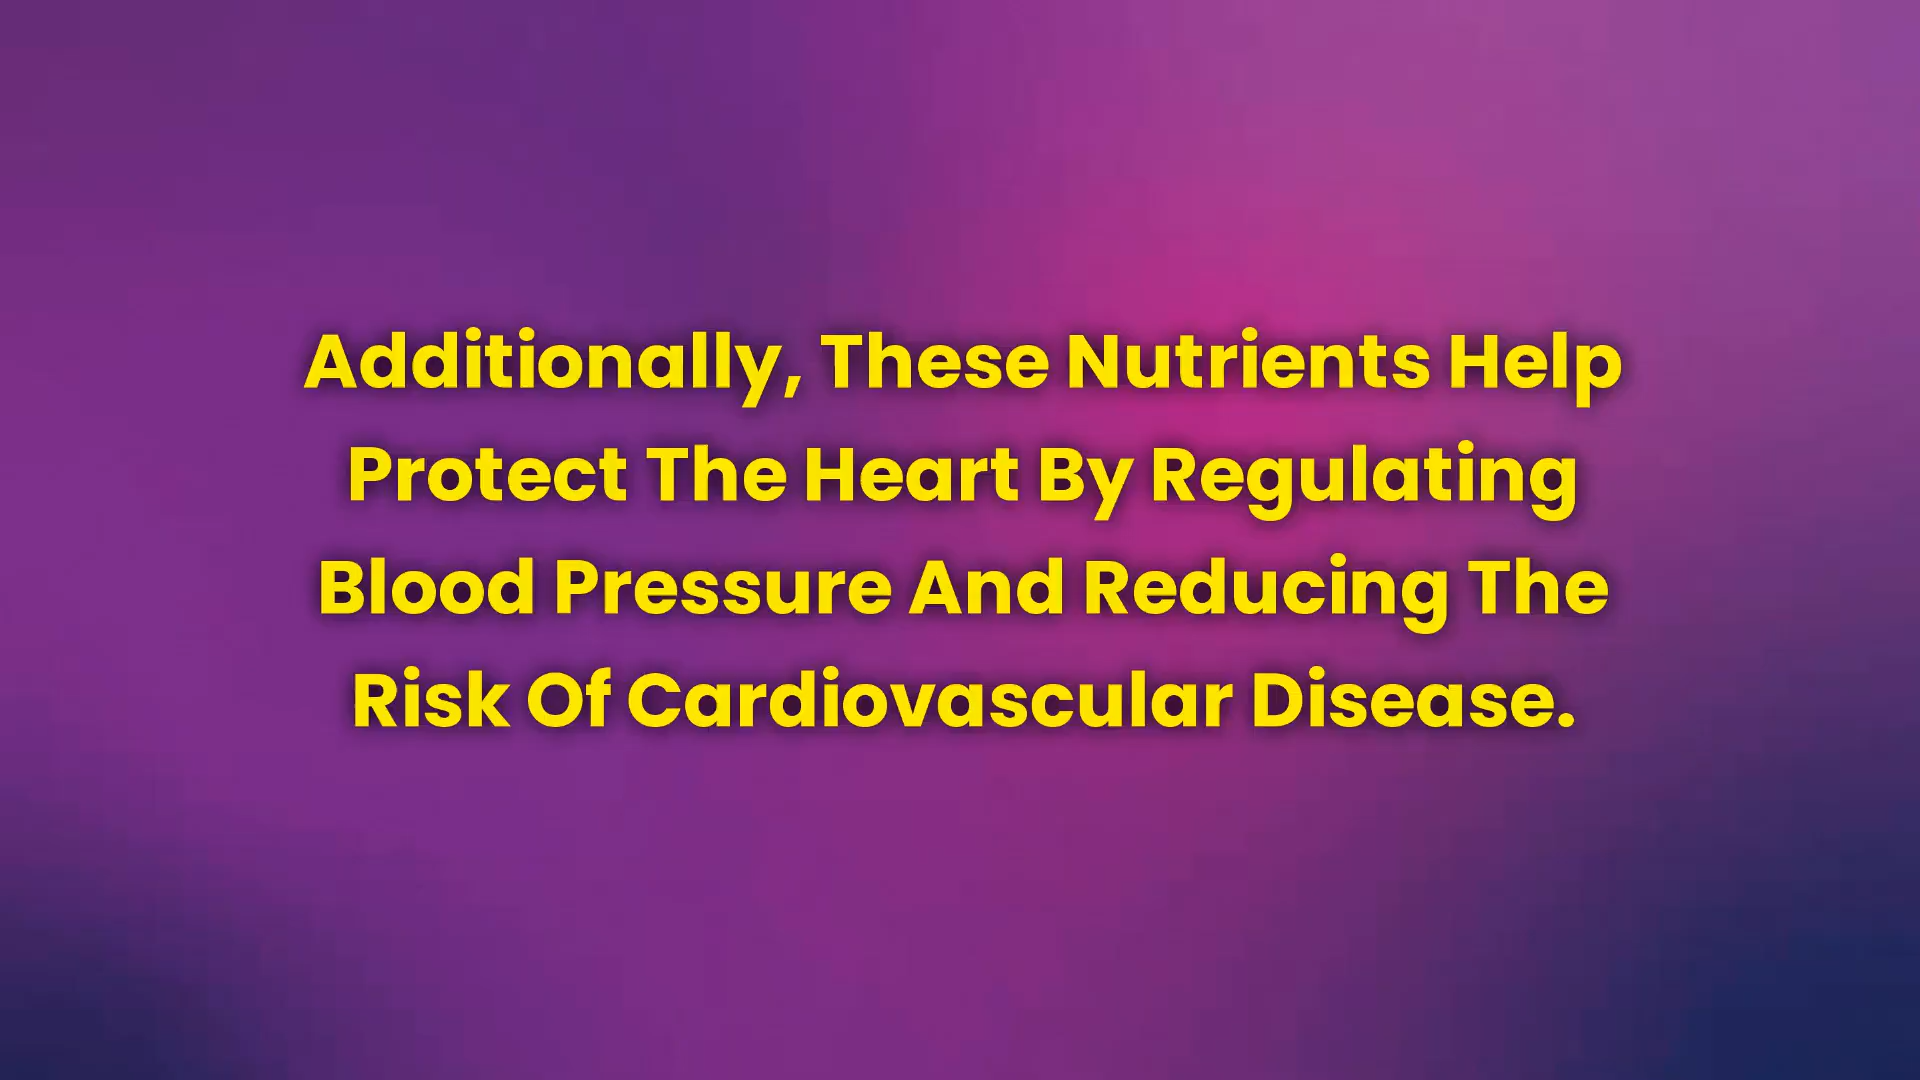 Additionally, These Nutrients Help
Protect The Heart By Regulating
Blood Pressure And Reducing The
Risk Of Cardiovascular Disease.